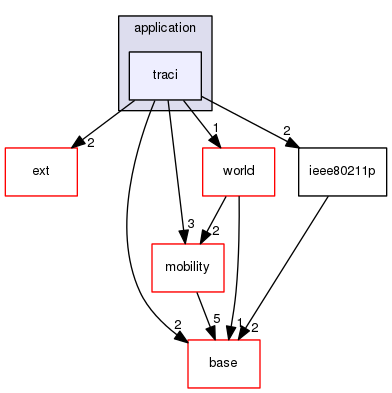 application
traci
2
1
2
ext
world
ieee80211p
3
2
mobility
5
2
1
2
base